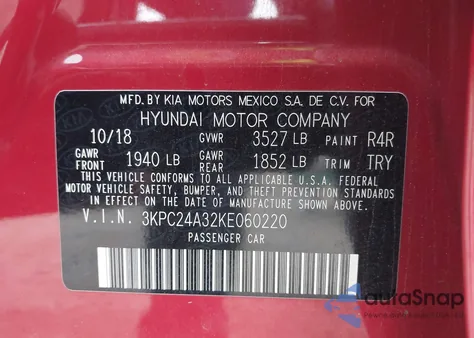 MFD. BY KIA MOTORS MEXICO S.A. DE C.V. FOR
HYUNDAI MOTOR COMPANY
10/18 GVWR 3527 LB PAINT R4R
GAWR FRONT 1940 LB GAWR REAR 1852 LB TRIM TRY
THIS VEHICLE CONFORMS TO ALL APPLICABLE U.S.A. FEDERAL
MOTOR VEHICLE SAFETY, BUMPER, AND THEFT PREVENTION STANDARDS
IN EFFECT ON THE DATE OF MANUFACTURE SHOWN ABOVE.
V.I.N. 3KPC24A32KE060220
PASSENGER CAR
autoSnap